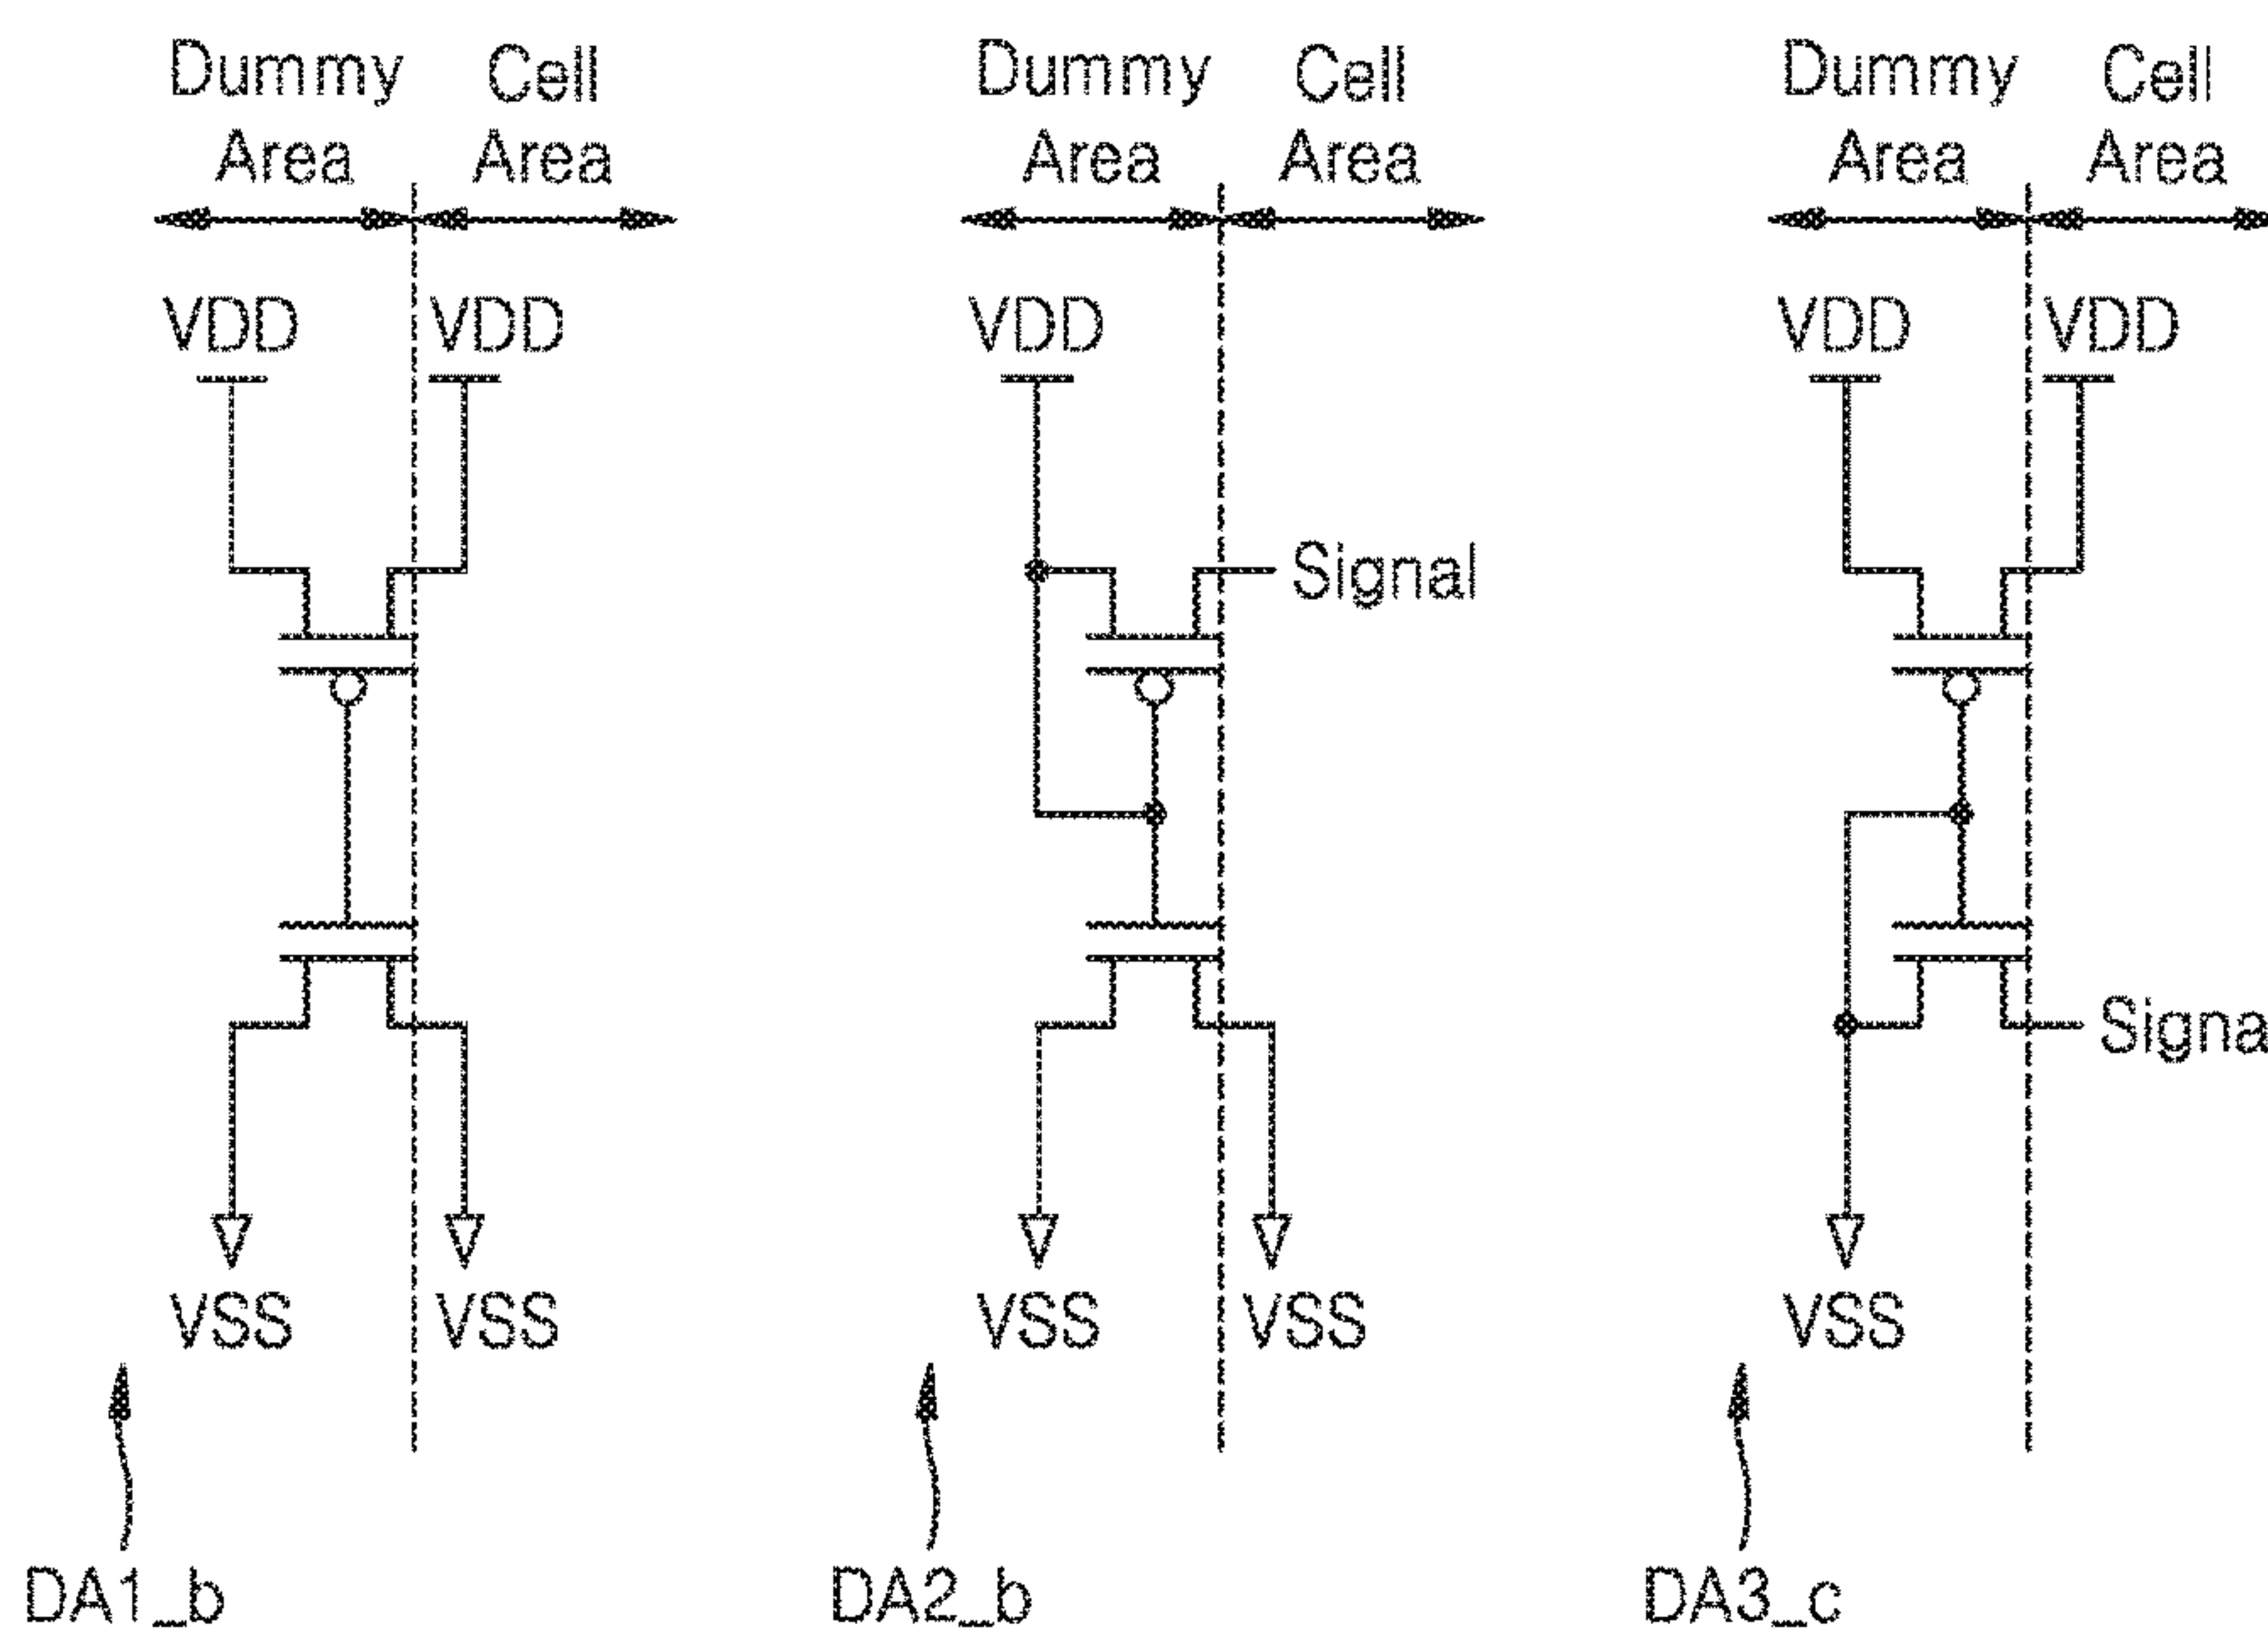 Dummy Area
Cell Area
VDD
VDD
VSS
VSS
DA1_b
Dummy Area
Cell Area
VDD
Signal
VSS
VSS
DA2_b
Dummy Area
Cell Area
VDD
VDD
Signa
VSS
DA3_c